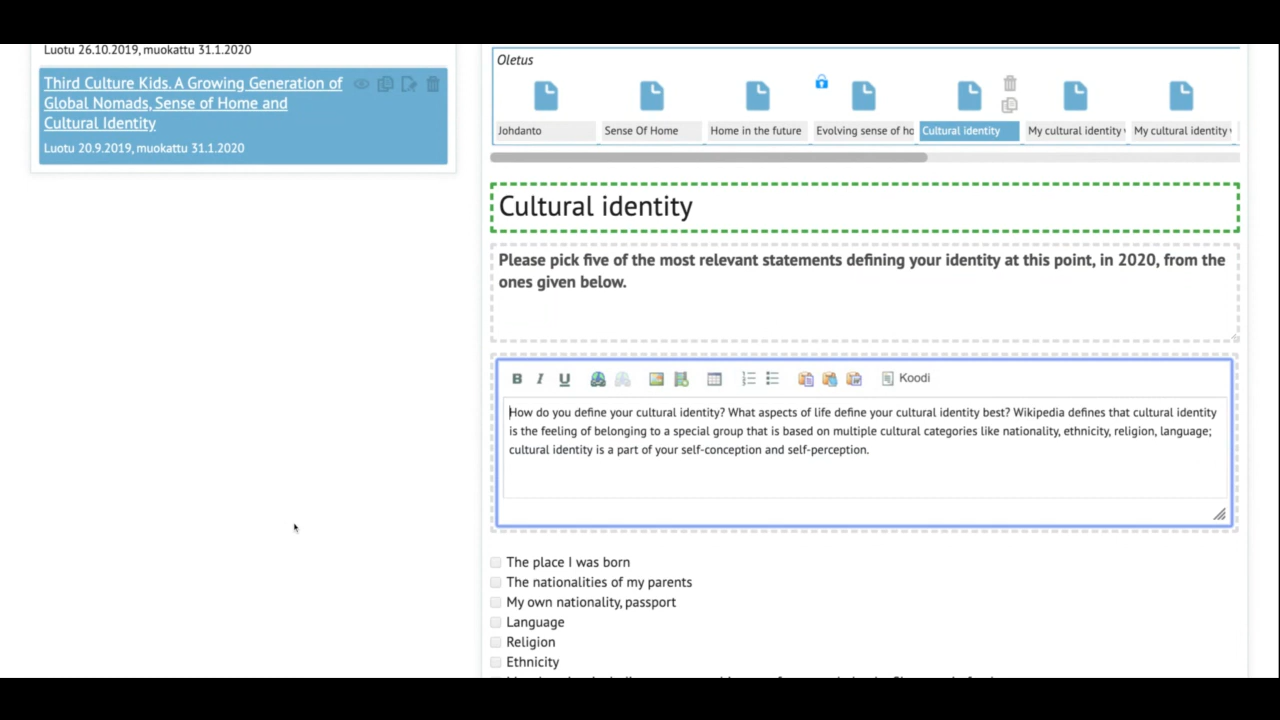 Luotu 26.10.2019, muokattu 31.1.2020
Third Culture Kids. A Growing Generation of
Global Nomads, Sense of Home and
Cultural Identity
Luotu 20.9.2019, muokattu 31.1.2020
Oletus
Johdanto
Sense Of Home
Home in the future
Evolving sense of ho
Cultural identity
My cultural identity
My cultural identity
Cultural identity
Please pick five of the most relevant statements defining your identity at this point, in 2020, from the
ones given below.
B I U Koodi
How do you define your cultural identity? What aspects of life define your cultural identity best? Wikipedia defines that cultural identity
is the feeling of belonging to a special group that is based on multiple cultural categories like nationality, ethnicity, religion, language;
cultural identity is a part of your self-conception and self-perception.
The place I was born
The nationalities of my parents
My own nationality, passport
Language
Religion
Ethnicity